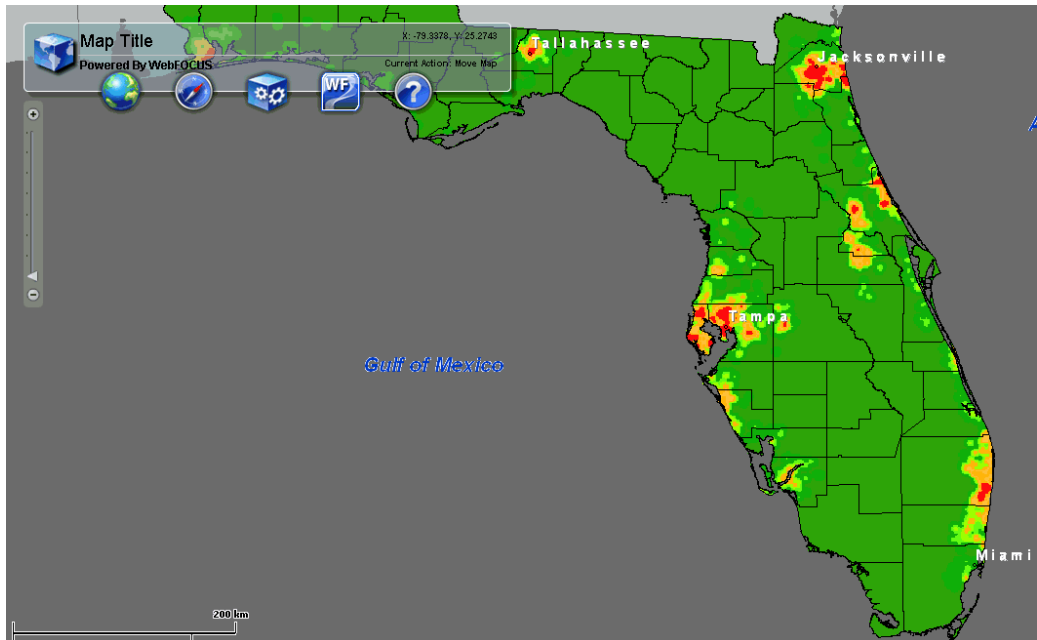 Map Title
X: -79.3378, Y: 25.2743
Powered By WebFOCUS
Current Action: Move Map
WF
?
Tallahassee
Jacksonville
A
Tampa
Gulf of Mexico
Miami
200 km